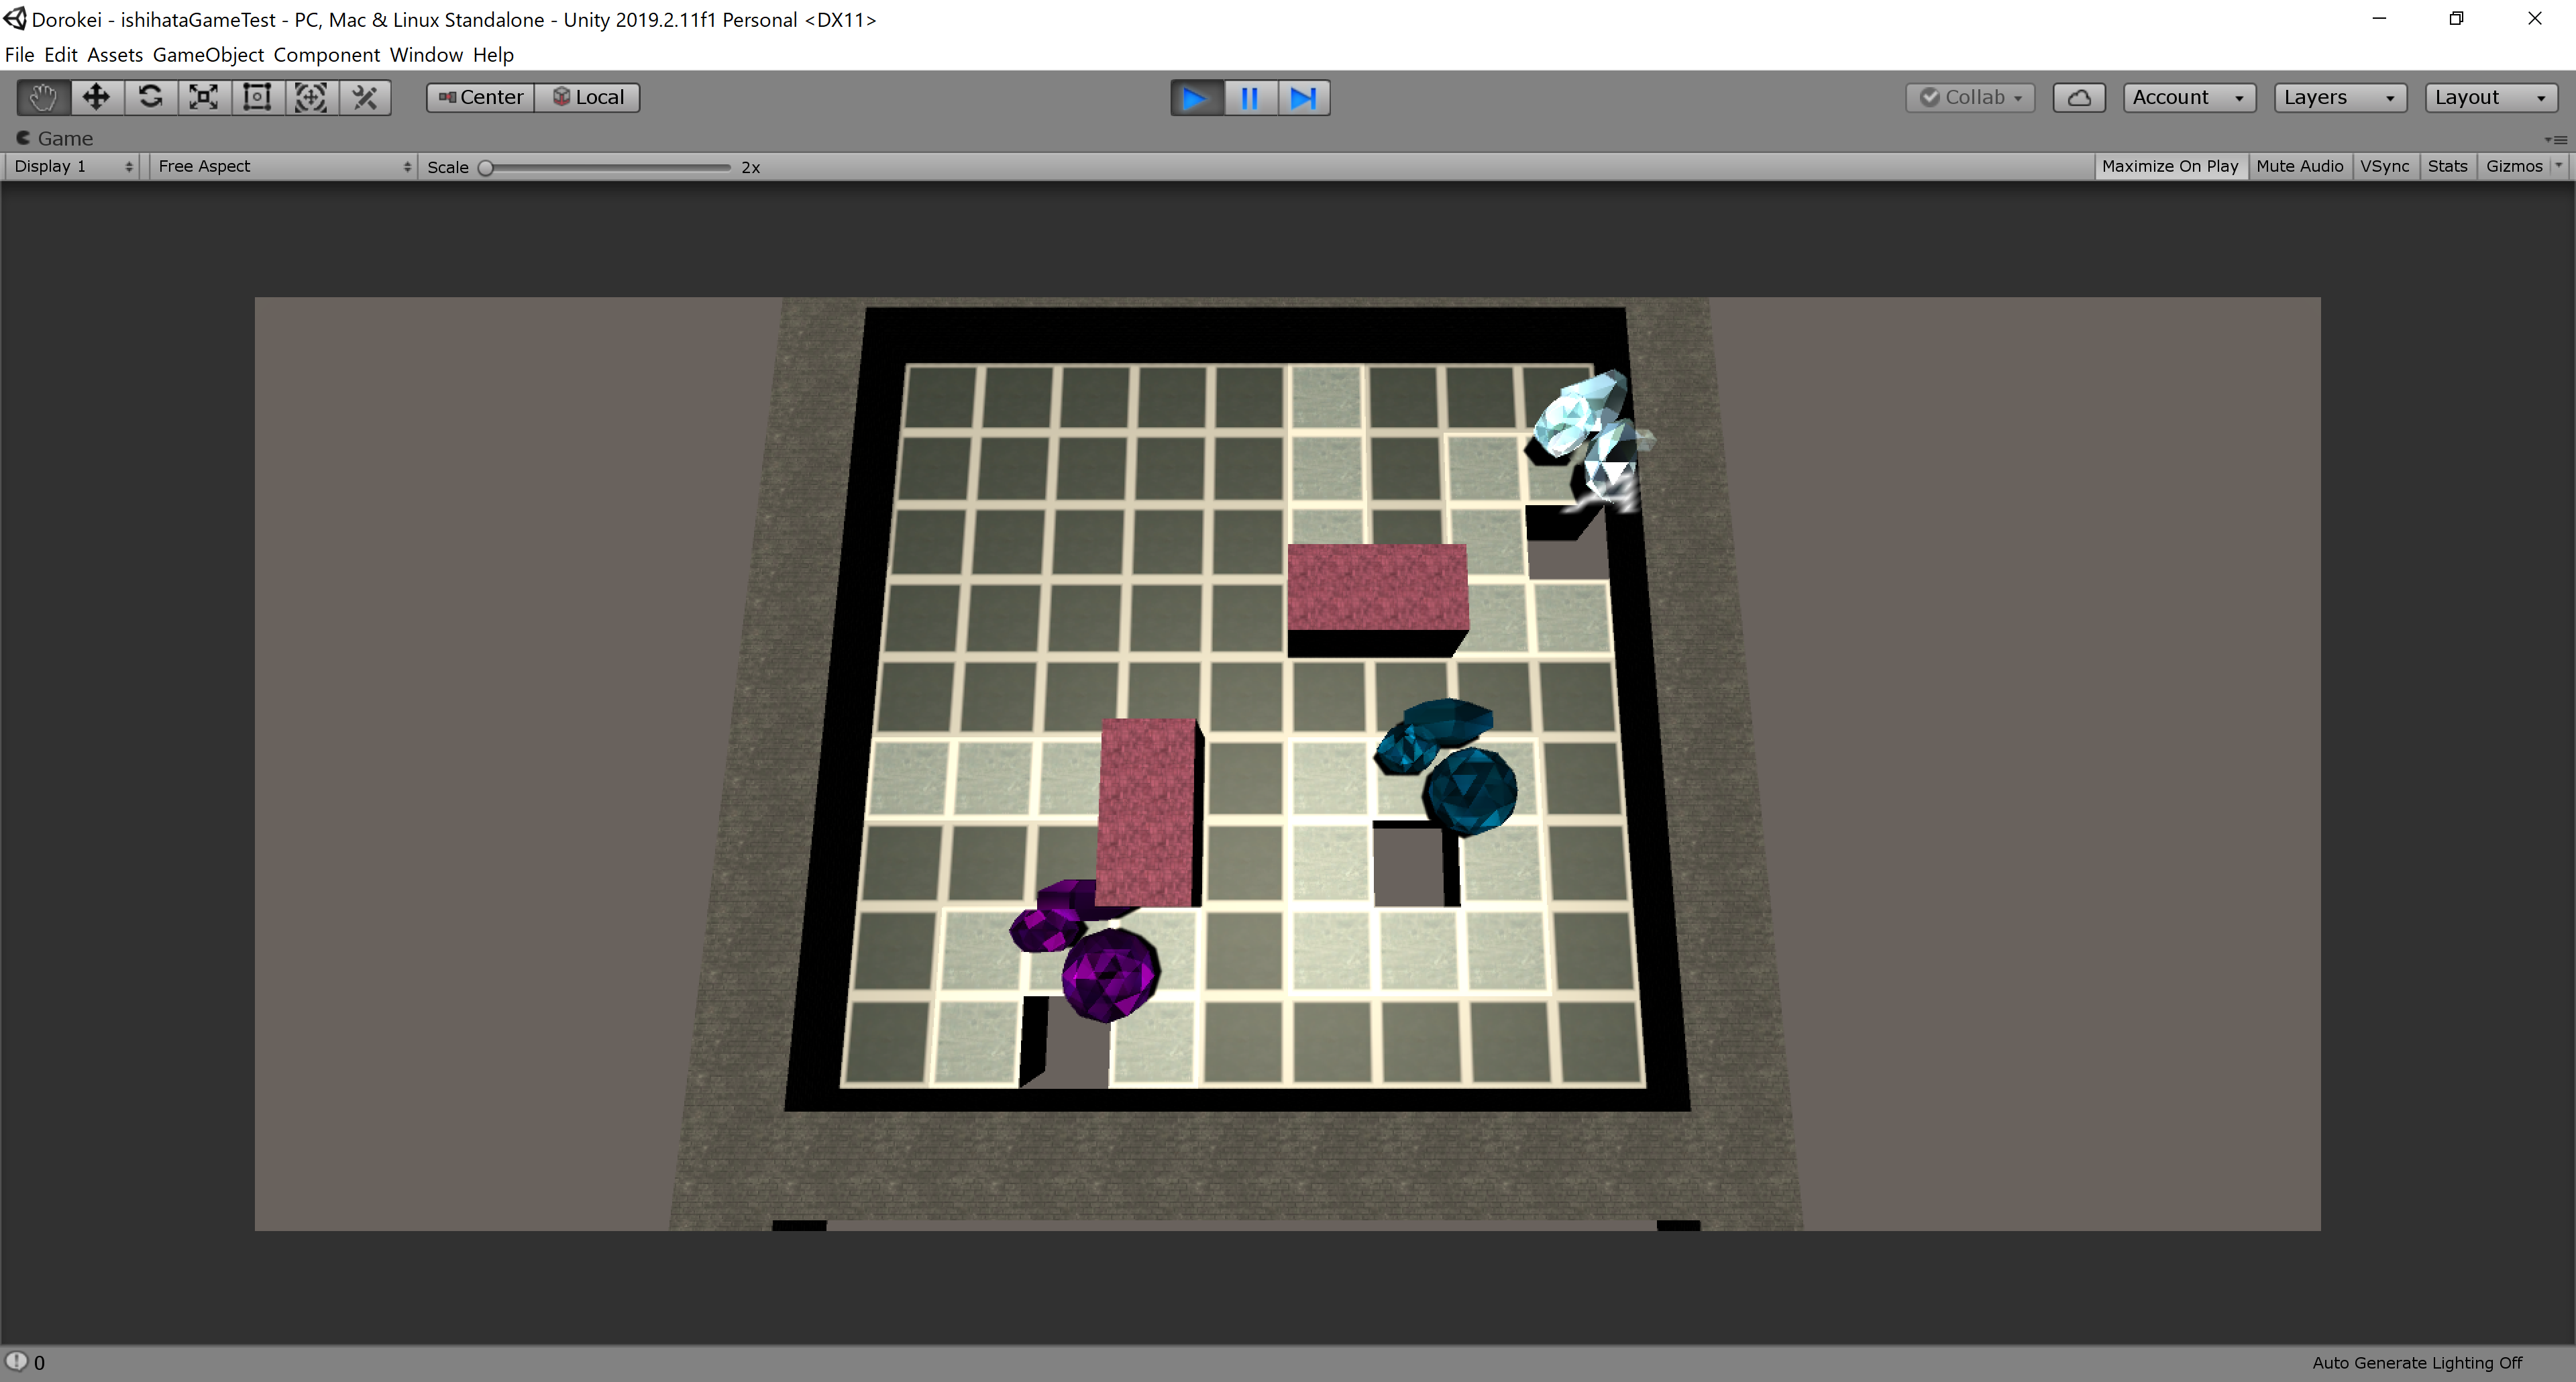 Dorokei - ishihataGameTest - PC, Mac & Linux Standalone - Unity 2019.2.11f1 Personal <DX11>
File Edit Assets GameObject Component Window Help
Center Local Collab Account Layers Layout
Game
Display 1 Free Aspect Scale 2x Maximize On Play Mute Audio VSync Stats Gizmos
0 Auto Generate Lighting Off